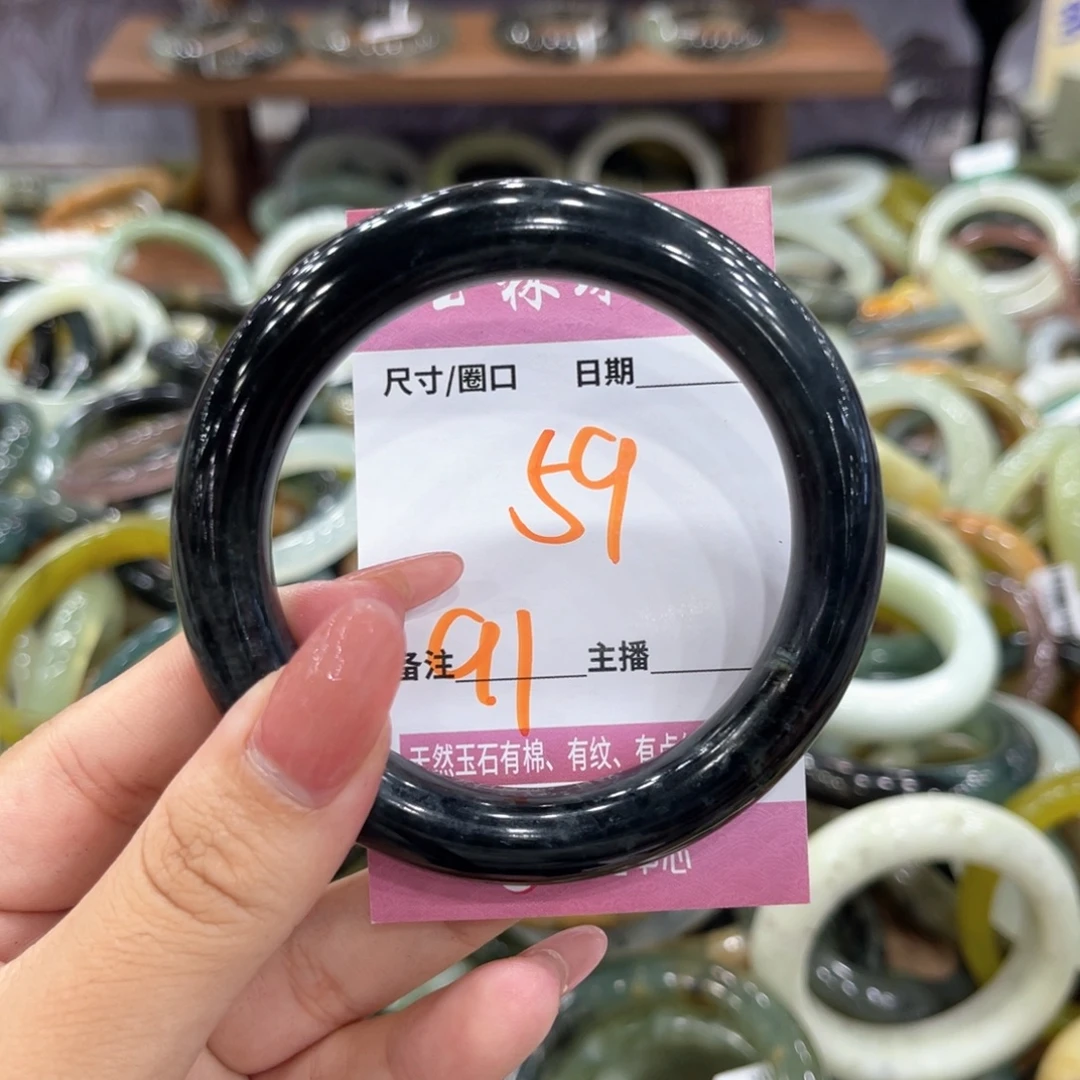 尺寸/圈口 日期
59
91
备注 主播
天然玉石有棉、有纹、有点